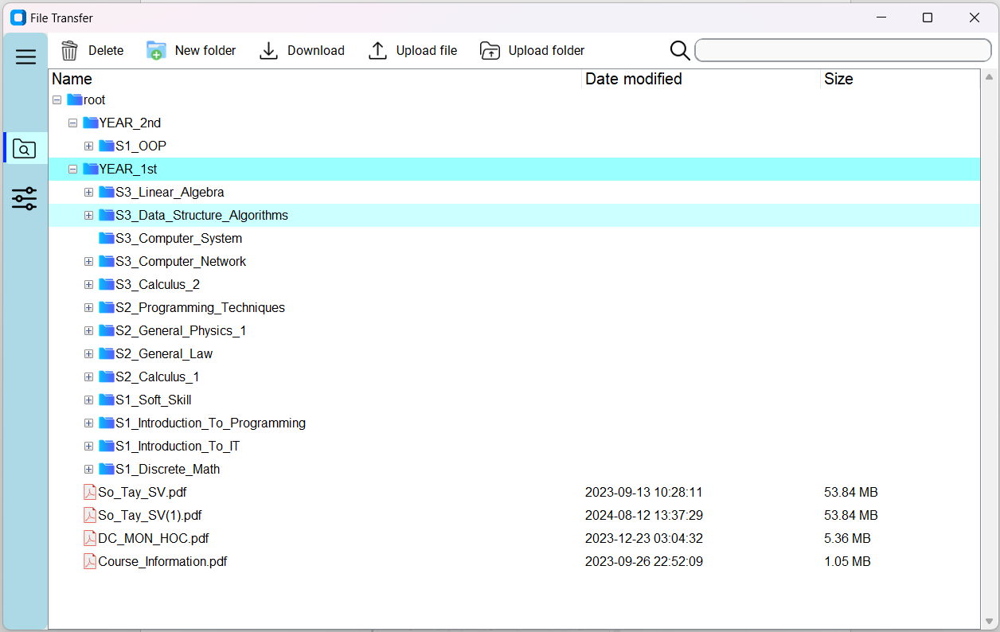 File Transfer
Delete New folder Download Upload file Upload folder
Name Date modified Size
root
YEAR_2nd
S1_OOP
YEAR_1st
S3_Linear_Algebra
S3_Data_Structure_Algorithms
S3_Computer_System
S3_Computer_Network
S3_Calculus_2
S2_Programming_Techniques
S2_General_Physics_1
S2_General_Law
S2_Calculus_1
S1_Soft_Skill
S1_Introduction_To_Programming
S1_Introduction_To_IT
S1_Discrete_Math
So_Tay_SV.pdf 2023-09-13 10:28:11 53.84 MB
So_Tay_SV(1).pdf 2024-08-12 13:37:29 53.84 MB
DC_MON_HOC.pdf 2023-12-23 03:04:32 5.36 MB
Course_Information.pdf 2023-09-26 22:52:09 1.05 MB